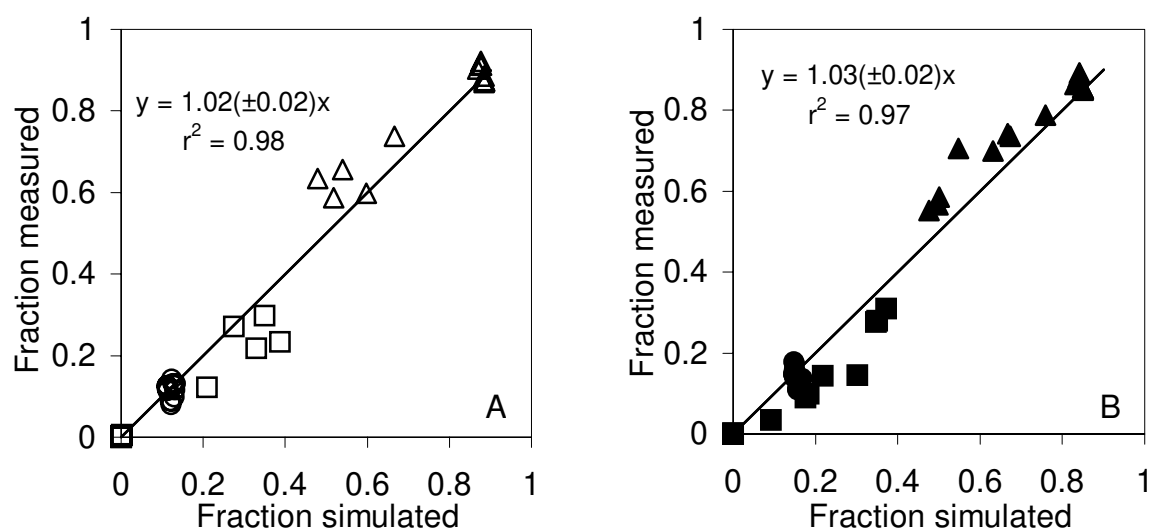 1
0.8
0.6
0.4
0.2
0
Fraction measured
y = 1.02(±0.02)x
r² = 0.98
A
0 0.2 0.4 0.6 0.8 1
Fraction simulated
1
0.8
0.6
0.4
0.2
0
Fraction measured
y = 1.03(±0.02)x
r² = 0.97
B
0 0.2 0.4 0.6 0.8 1
Fraction simulated